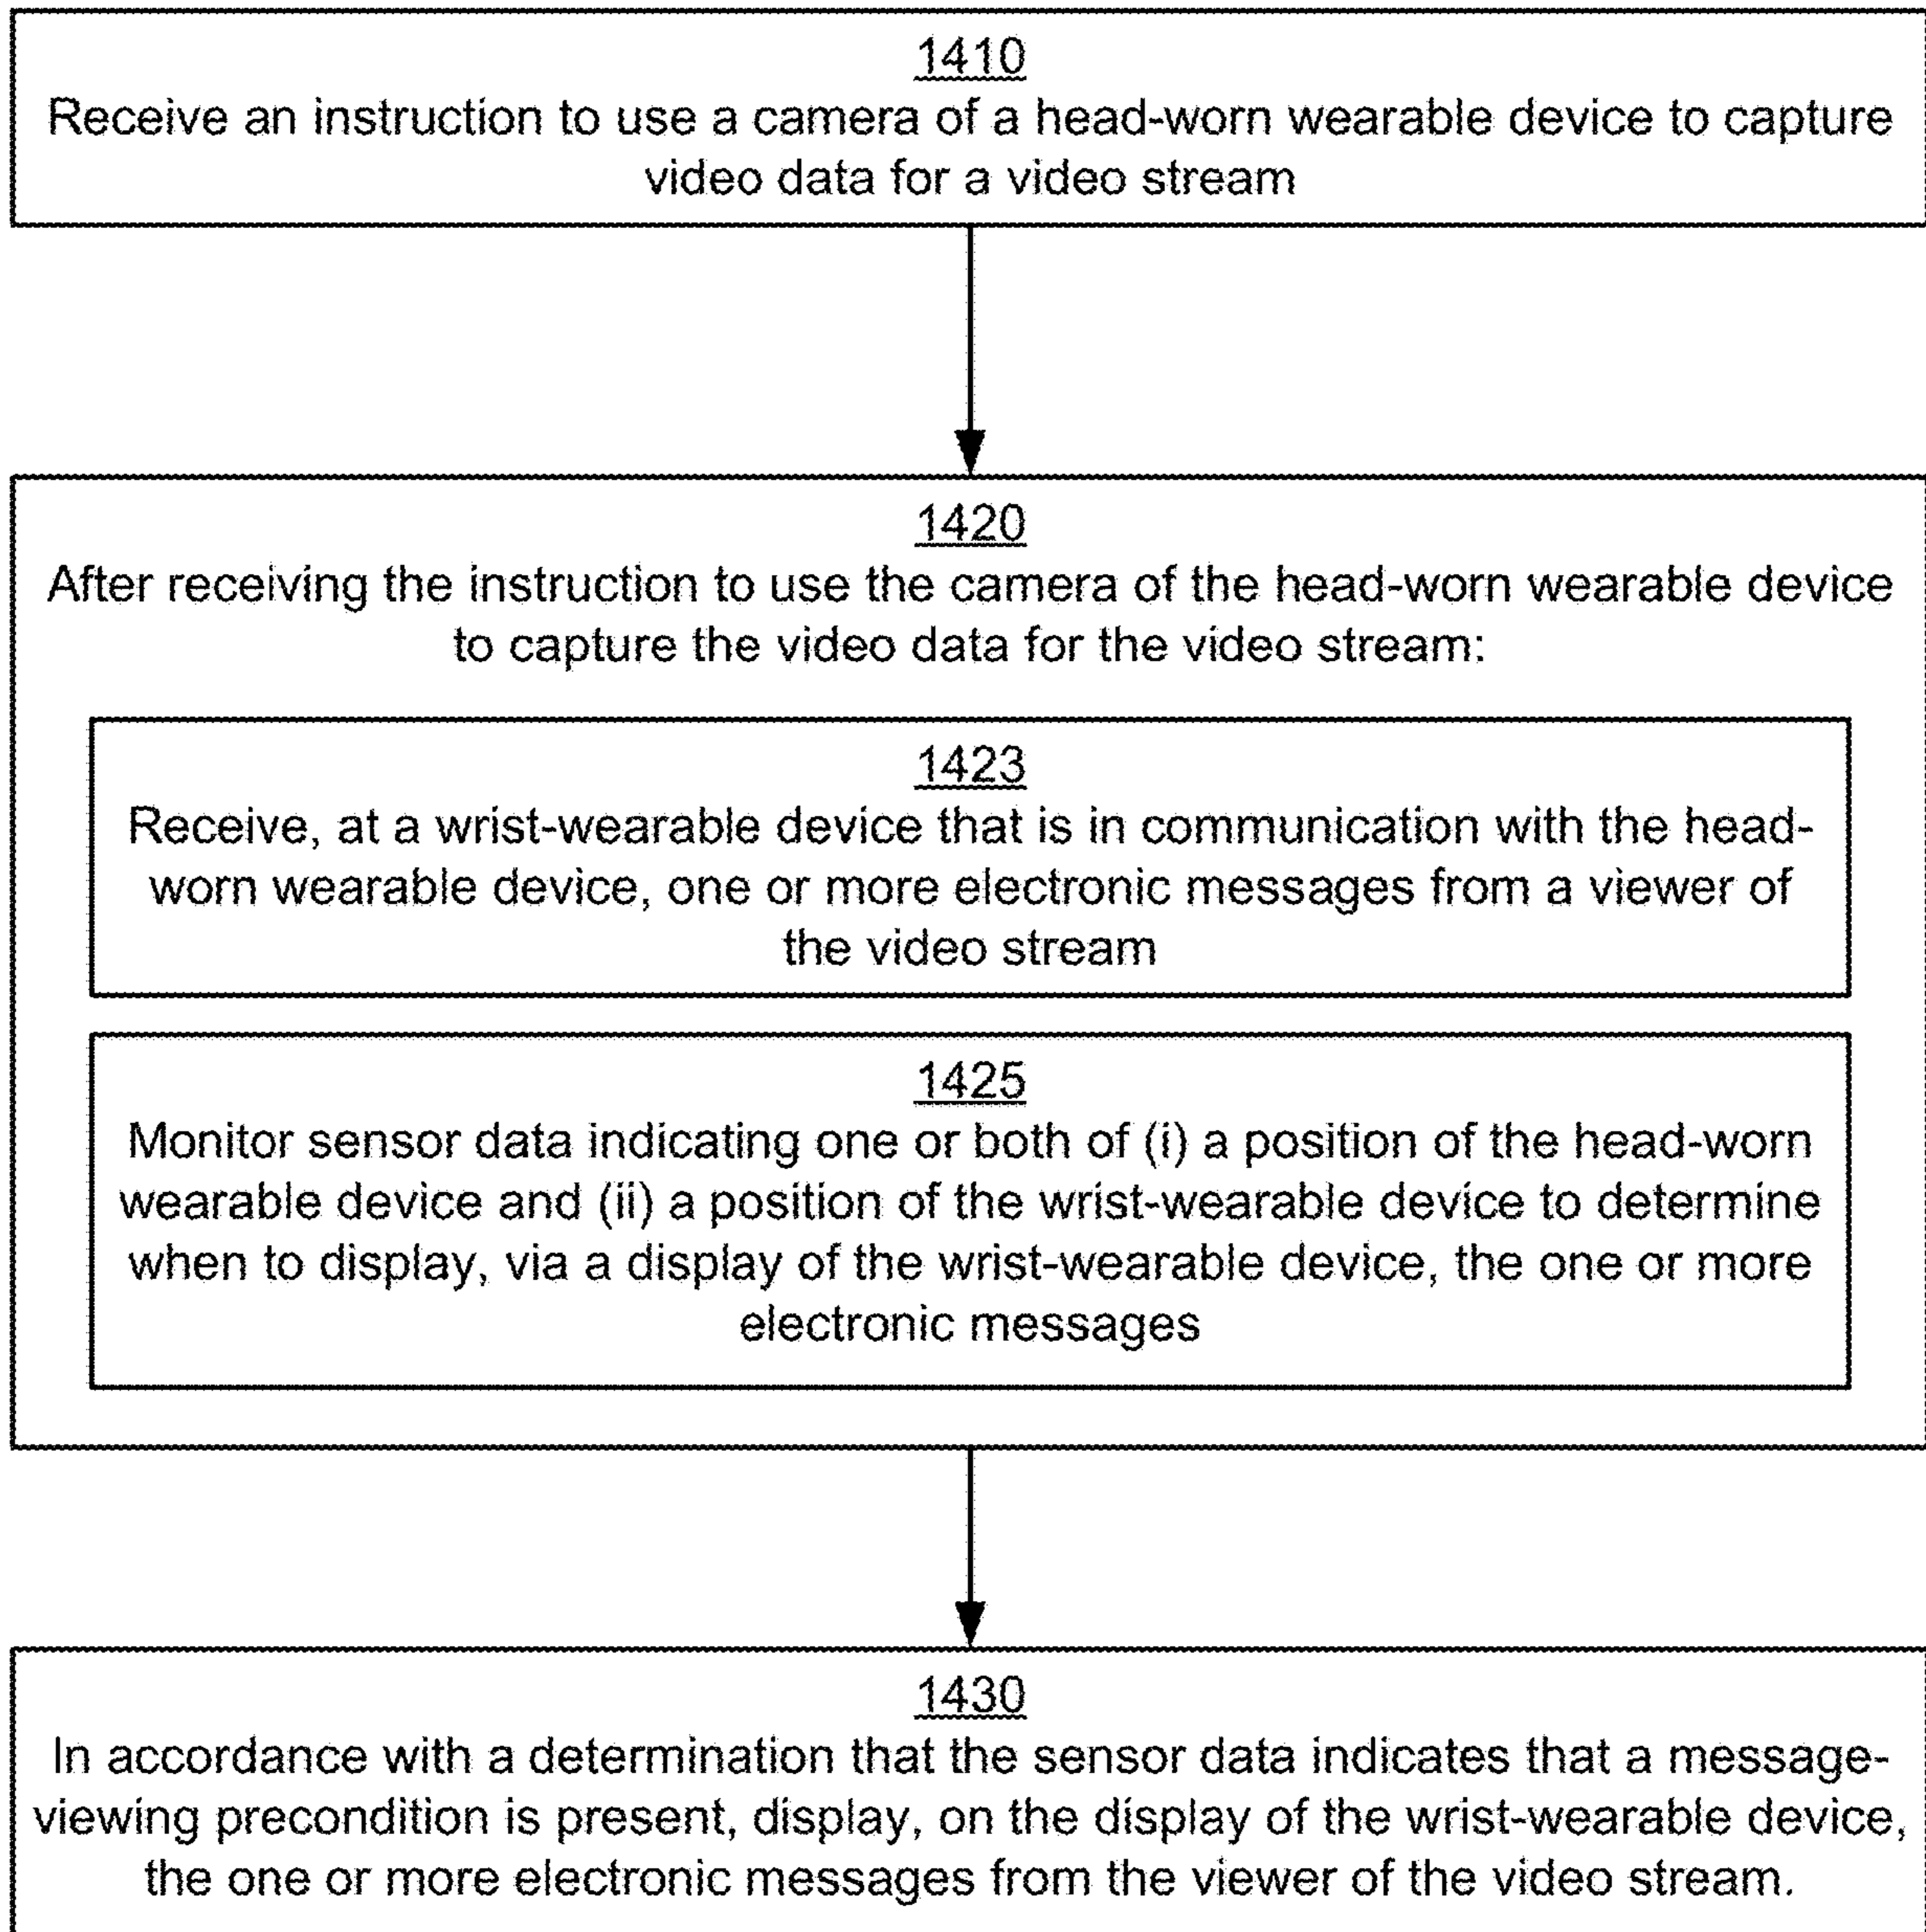 1410
Receive an instruction to use a camera of a head-worn wearable device to capture
video data for a video stream
1420
After receiving the instruction to use the camera of the head-worn wearable device
to capture the video data for the video stream:
1423
Receive, at a wrist-wearable device that is in communication with the head-
worn wearable device, one or more electronic messages from a viewer of
the video stream
1425
Monitor sensor data indicating one or both of (i) a position of the head-worn
wearable device and (ii) a position of the wrist-wearable device to determine
when to display, via a display of the wrist-wearable device, the one or more
electronic messages
1430
In accordance with a determination that the sensor data indicates that a message-
viewing precondition is present, display, on the display of the wrist-wearable device,
the one or more electronic messages from the viewer of the video stream.